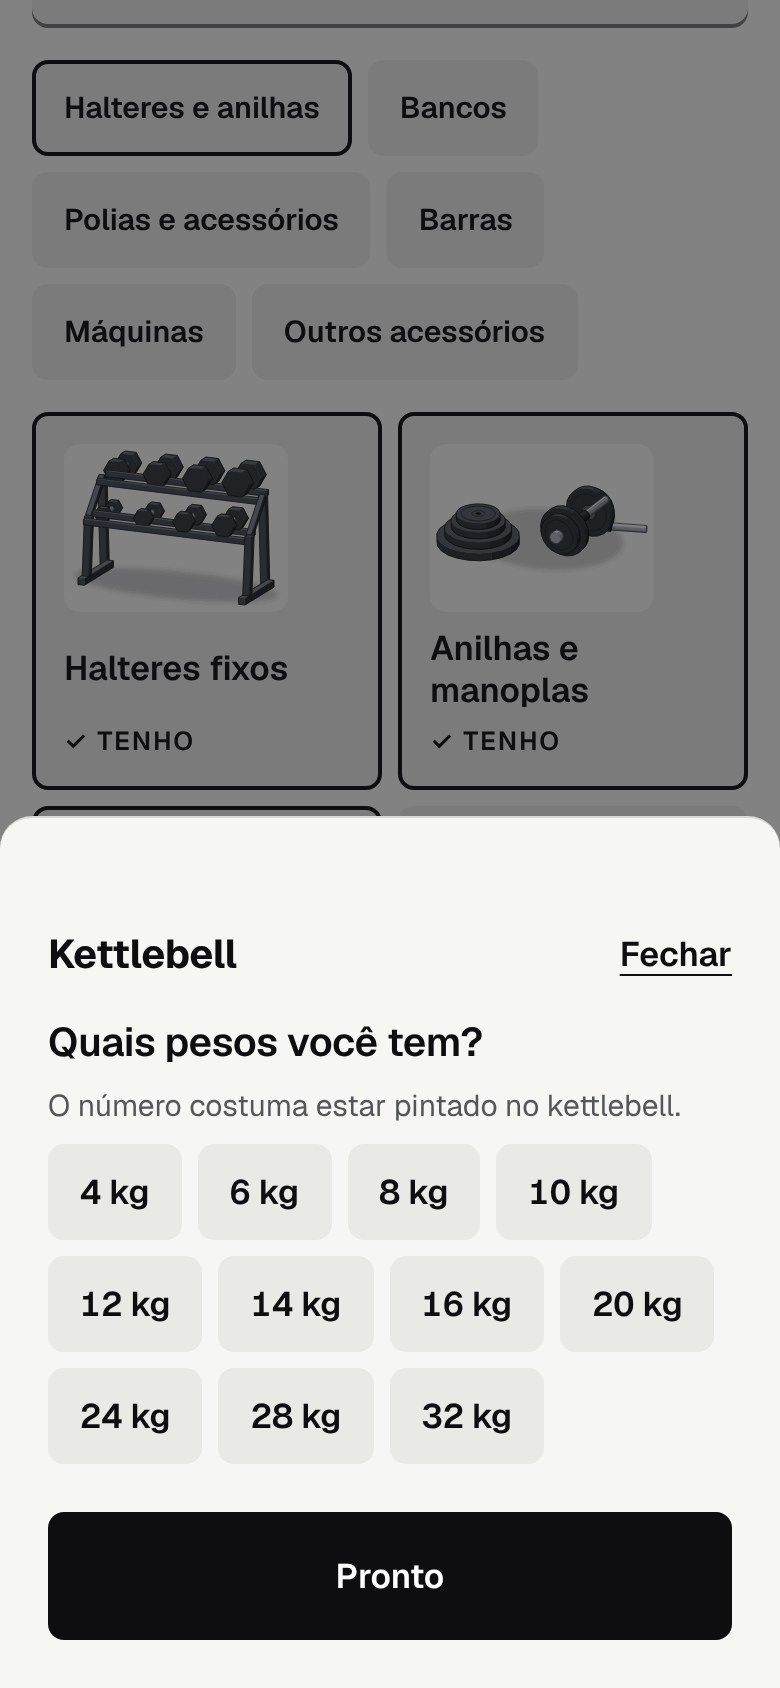 Halteres e anilhas
Bancos
Polias e acessórios
Barras
Máquinas
Outros acessórios
Halteres fixos
Anilhas e
manoplas
✓ TENHO
✓ TENHO
Kettlebell
Fechar
Quais pesos você tem?
O número costuma estar pintado no kettlebell.
4 kg
6 kg
8 kg
10 kg
12 kg
14 kg
16 kg
20 kg
24 kg
28 kg
32 kg
Pronto